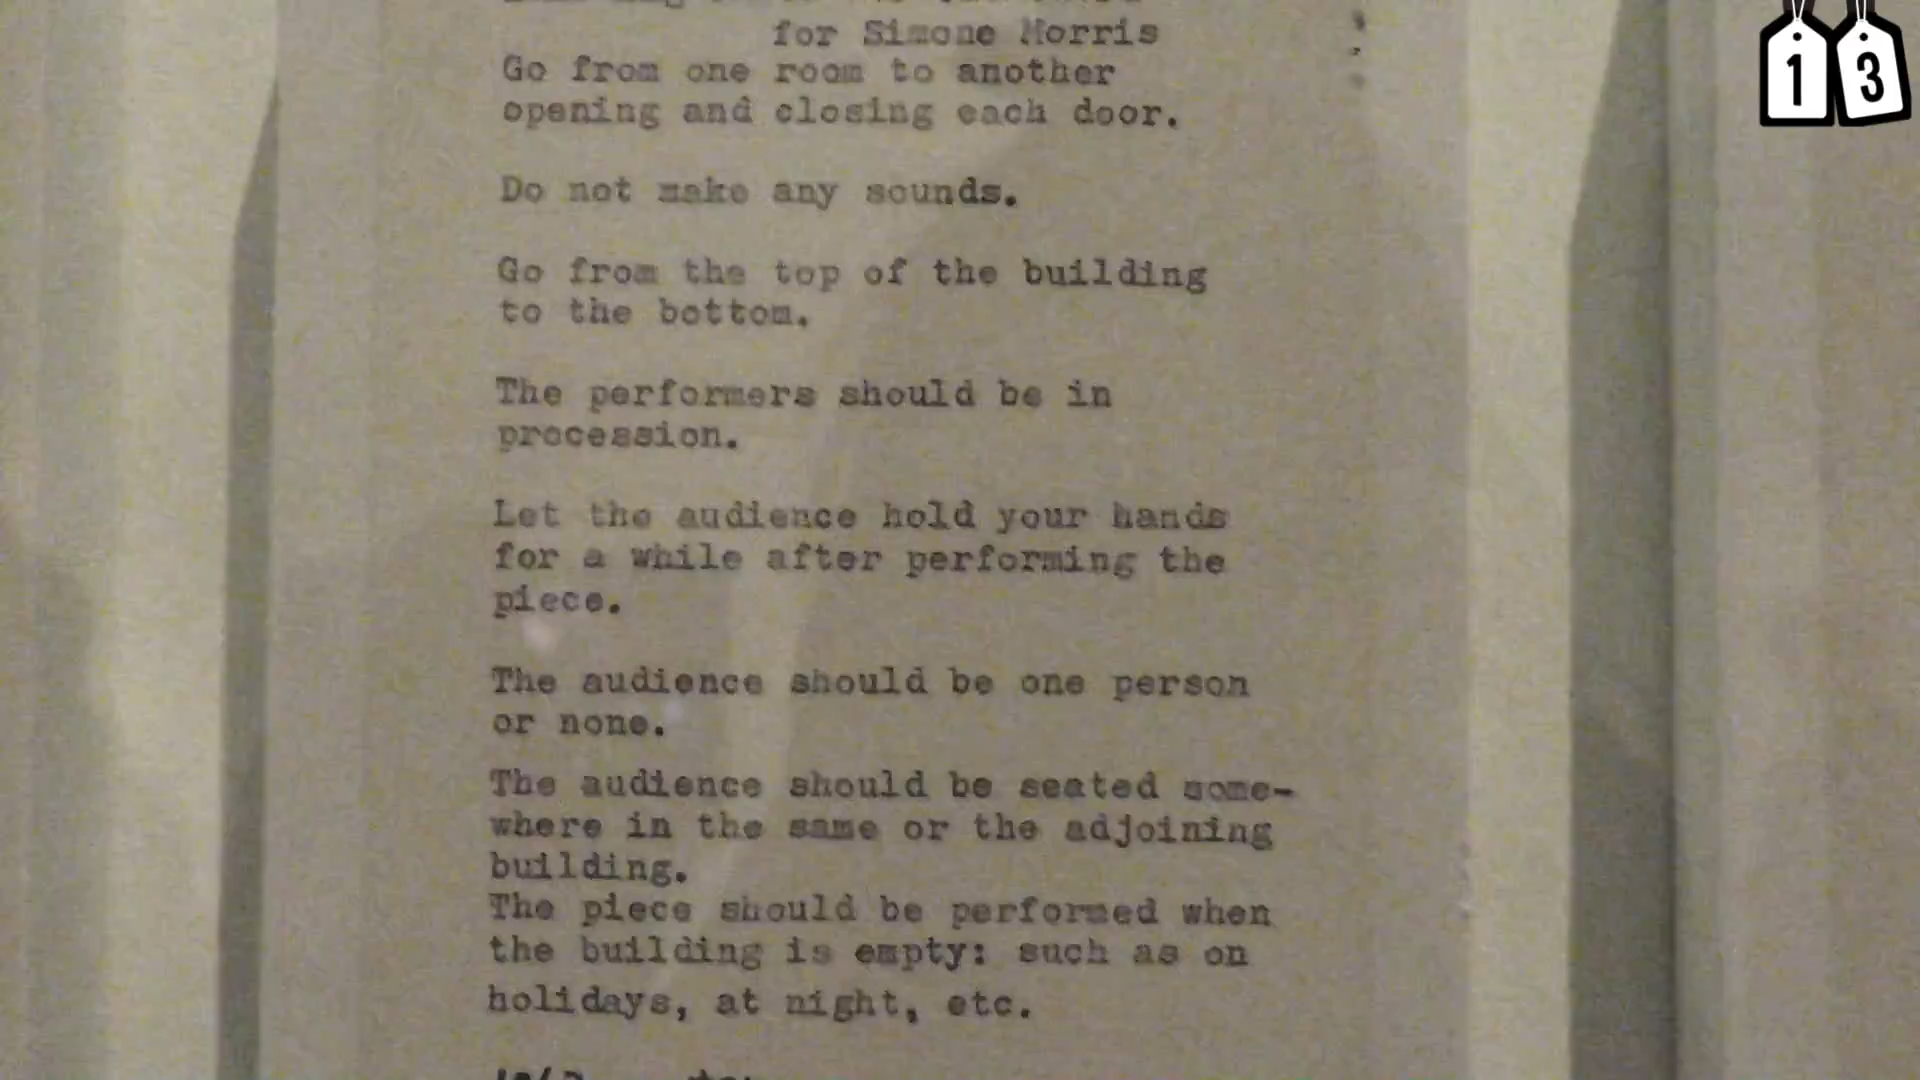 for Simone Morris
Go from one room to another
opening and closing each door.
Do not make any sounds.
Go from the top of the building
to the bottom.
The performers should be in
procession.
Let the audience hold your hands
for a while after performing the
piece.
The audience should be one person
or none.
The audience should be seated some-
where in the same or the adjoining
building.
The piece should be performed when
the building is empty: such as on
holidays, at night, etc.
13